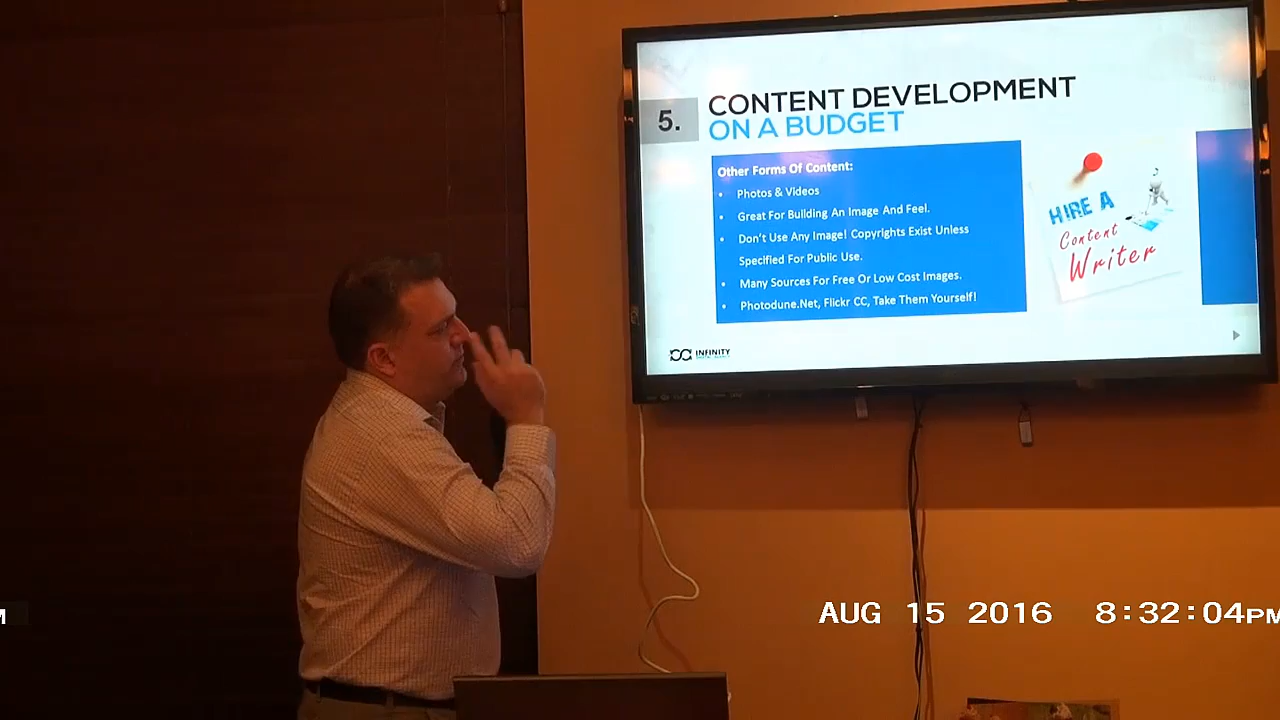 5.
CONTENT DEVELOPMENT
ON A BUDGET
Other Forms Of Content:
• Photos & Videos
• Great For Building An Image And Feel.
• Don't Use Any Image! Copyrights Exist Unless
Specified For Public Use.
• Many Sources For Free Or Low Cost Images.
• Photodune.Net, Flickr CC, Take Them Yourself!
HIRE A
Content
Writer
INFINITY
M
AUG 15 2016 8:32:04PM